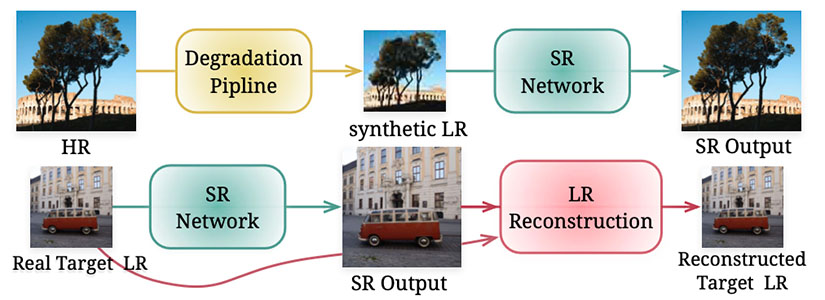 Degradation
Pipline
SR
Network
HR
synthetic LR
SR Output
SR
Network
LR
Reconstruction
Real Target LR
SR Output
Reconstructed
Target LR